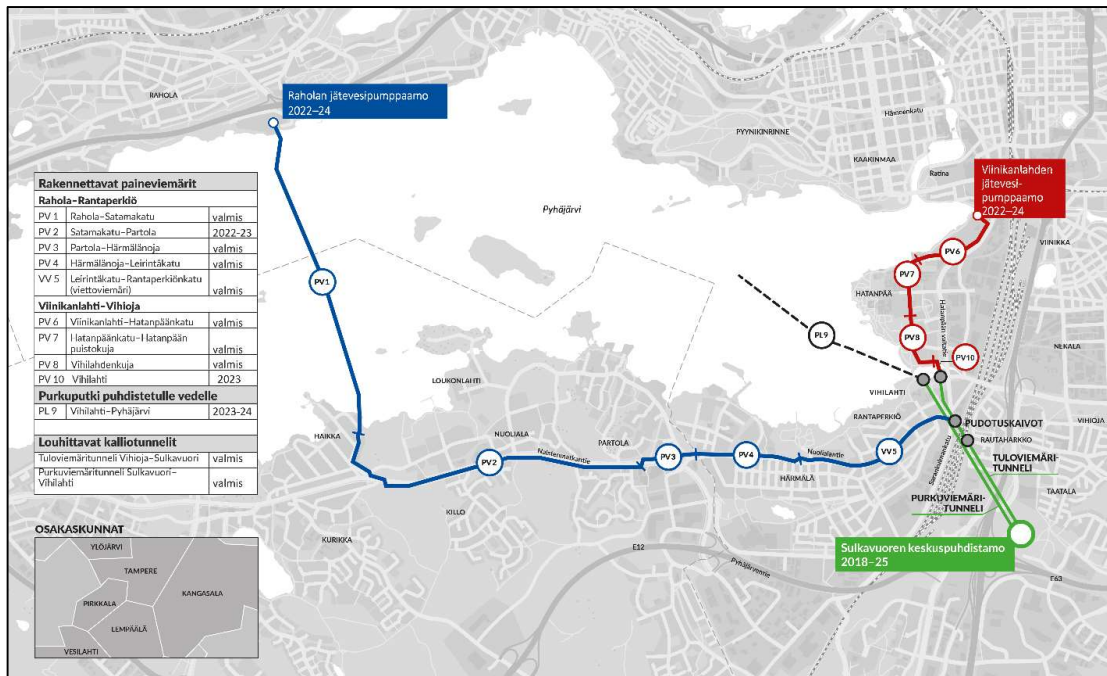 RAHOLA
Raholan jätevesipumppaamo
2022–24
PYYNIKINRINNE
Hämeenkatu
KAAKINMAA
Ratina
Viinikanlahden
jätevesi-
pumppaamo
2022–24
VIINIKKA
Pyhäjärvi
Rakennettavat paineviemärit
Rahola–Rantaperkiö
PV 1 Rahola–Satamakatu valmis
PV 2 Satamakatu–Partola 2022-23
PV 3 Partola–Härmälänoja valmis
PV 4 Härmälänoja–Leirintäkatu valmis
VV 5 Leirintäkatu–Rantaperkiönkatu
(viettoviemäri) valmis
Viinikanlahti–Vihioja
PV 6 Viinikanlahti–Hatanpäänkatu valmis
PV 7 Hatanpäänkatu–Hatanpään
puistokuja valmis
PV 8 Vihilahdenkuja valmis
PV 10 Vihilahti 2023
Purkuputki puhdistetulle vedelle
PL 9 Vihilahti–Pyhäjärvi 2023-24
Louhittavat kalliotunnelit
Tuloviemäritunneli Vihioja–Sulkavuori valmis
Purkuviemäritunneli Sulkavuori–
Vihilahti valmis
PV6
PV7
PV1
HATANPÄÄ
Hatanpään valtatie
PL9
PV8
PV10
NEKALA
LOUKONLAHTI
VIHILAHTI
RANTAPERKIÖ
VIHIOJA
PUDOTUSKAIVOT
RAUTAHARKKO
HAIKKA
NUOLIALA
PARTOLA
PV2
Naistenmatkantie
PV3
PV4
Nuolialantie
VV5
HÄRMÄLÄ
TULOVIEMÄRI-
TUNNELI
TAATALA
PURKUVIEMÄRI-
TUNNELI
KILLO
KURIKKA
E12
Pyhäjärventie
Sulkavuoren keskuspuhdistamo
2018–25
E63
OSAKASKUNNAT
YLÖJÄRVI
TAMPERE
KANGASALA
PIRKKALA
LEMPÄÄLÄ
VESILAHTI